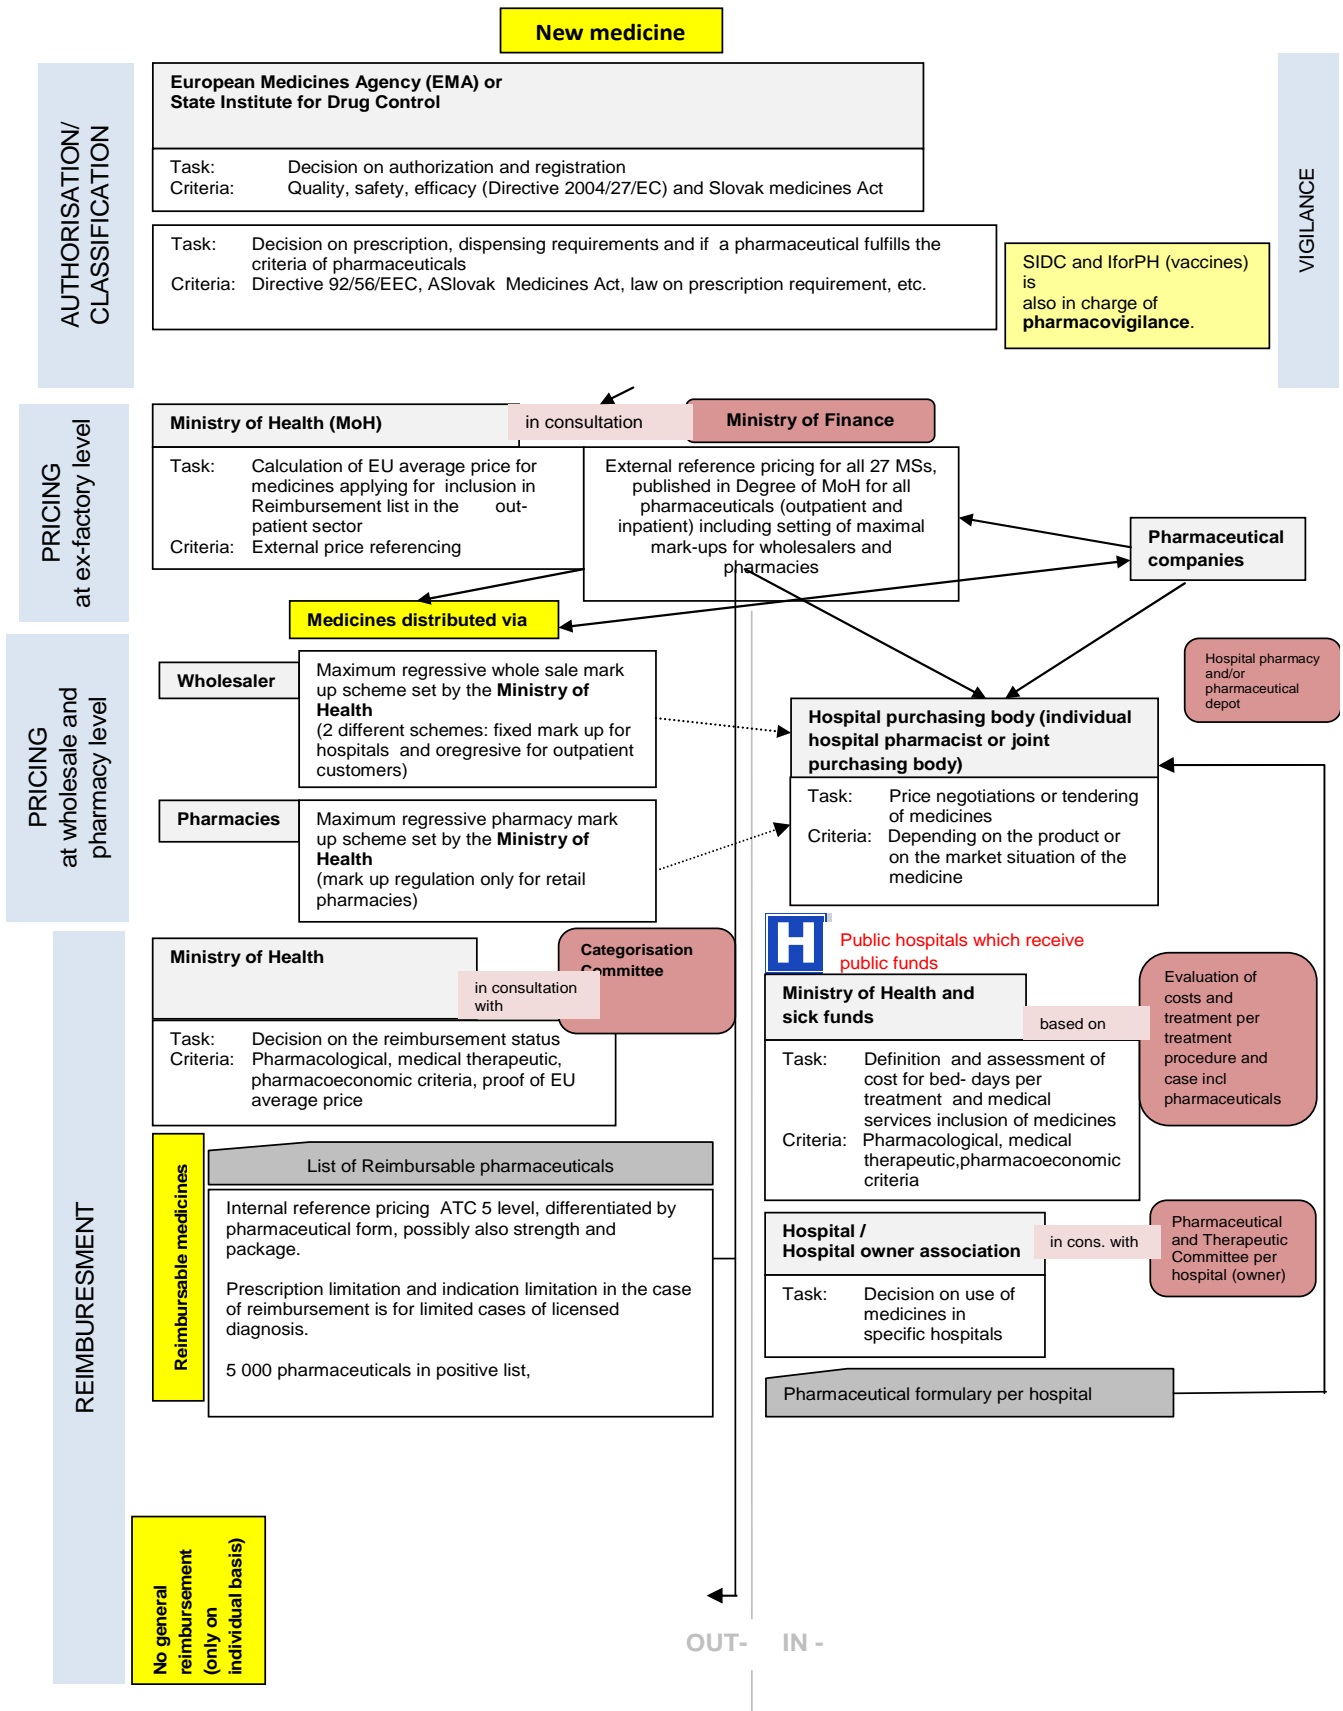 New medicine
AUTHORISATION/
CLASSIFICATION
European Medicines Agency (EMA) or
State Institute for Drug Control
Task: Decision on authorization and registration
Criteria: Quality, safety, efficacy (Directive 2004/27/EC) and Slovak medicines Act
Task: Decision on prescription, dispensing requirements and if a pharmaceutical fulfills the
criteria of pharmaceuticals
Criteria: Directive 92/56/EEC, ASlovak Medicines Act, law on prescription requirement, etc.
SIDC and IforPH (vaccines)
is
also in charge of
pharmacovigilance.
VIGILANCE
PRICING
at ex-factory level
Ministry of Health (MoH)
in consultation
Ministry of Finance
Task: Calculation of EU average price for
medicines applying for inclusion in
Reimbursement list in the out-
patient sector
Criteria: External price referencing
External reference pricing for all 27 MSs,
published in Degree of MoH for all
pharmaceuticals (outpatient and
inpatient) including setting of maximal
mark-ups for wholesalers and
pharmacies
Pharmaceutical
companies
Medicines distributed via
PRICING
at wholesale and
pharmacy level
Wholesaler
Maximum regressive whole sale mark
up scheme set by the Ministry of
Health
(2 different schemes: fixed mark up for
hospitals and oregresive for outpatient
customers)
Pharmacies
Maximum regressive pharmacy mark
up scheme set by the Ministry of
Health
(mark up regulation only for retail
pharmacies)
Hospital pharmacy
and/or
pharmaceutical
depot
Hospital purchasing body (individual
hospital pharmacist or joint
purchasing body)
Task: Price negotiations or tendering
of medicines
Criteria: Depending on the product or
on the market situation of the
medicine
REIMBURESMENT
Ministry of Health
in consultation
with
Categorisation
Committee
Task: Decision on the reimbursement status
Criteria: Pharmacological, medical therapeutic,
pharmacoeconomic criteria, proof of EU
average price
Reimbursable medicines
List of Reimbursable pharmaceuticals
Internal reference pricing ATC 5 level, differentiated by
pharmaceutical form, possibly also strength and
package.
Prescription limitation and indication limitation in the case
of reimbursement is for limited cases of licensed
diagnosis.
5 000 pharmaceuticals in positive list,
No general
reimbursement
(only on
individual basis)
H
Public hospitals which receive
public funds
Ministry of Health and
sick funds
based on
Evaluation of
costs and
treatment per
treatment
procedure and
case incl
pharmaceuticals
Task: Definition and assessment of
cost for bed- days per
treatment and medical
services inclusion of medicines
Criteria: Pharmacological, medical
therapeutic,pharmacoeconomic
criteria
Hospital /
Hospital owner association
in cons. with
Pharmaceutical
and Therapeutic
Committee per
hospital (owner)
Task: Decision on use of
medicines in
specific hospitals
Pharmaceutical formulary per hospital
OUT- IN -